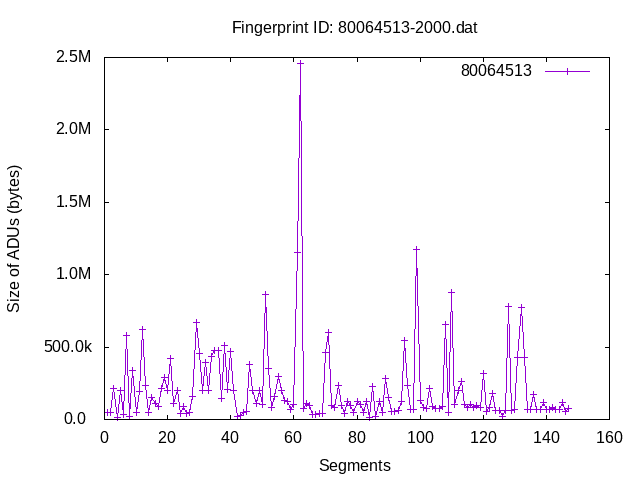 Fingerprint ID: 80064513-2000.dat
80064513
2.5M
2.0M
1.5M
1.0M
500.0k
0.0
Size of ADUs (bytes)
0 20 40 60 80 100 120 140 160
Segments